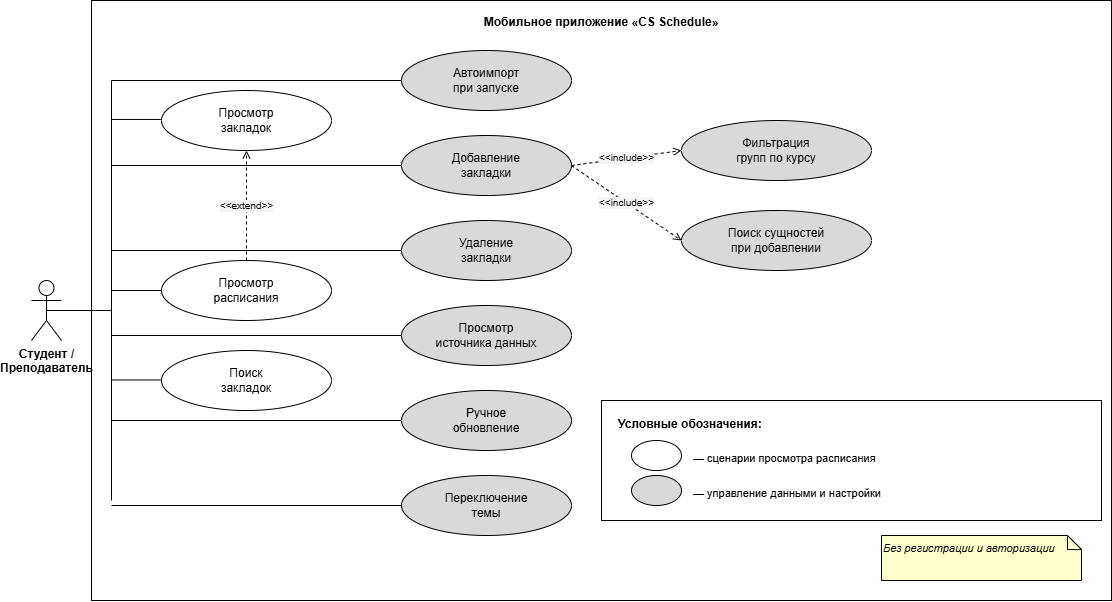 Мобильное приложение «CS Schedule»
Автоимпорт
при запуске
Просмотр
закладок
Добавление
закладки
<<include>>
Фильтрация
групп по курсу
<<include>>
<<extend>>
Поиск сущностей
при добавлении
Удаление
закладки
Просмотр
расписания
Студент /
Преподаватель
Просмотр
источника данных
Поиск
закладок
Ручное
обновление
Переключение
темы
Условные обозначения:
— сценарии просмотра расписания
— управление данными и настройки
Без регистрации и авторизации